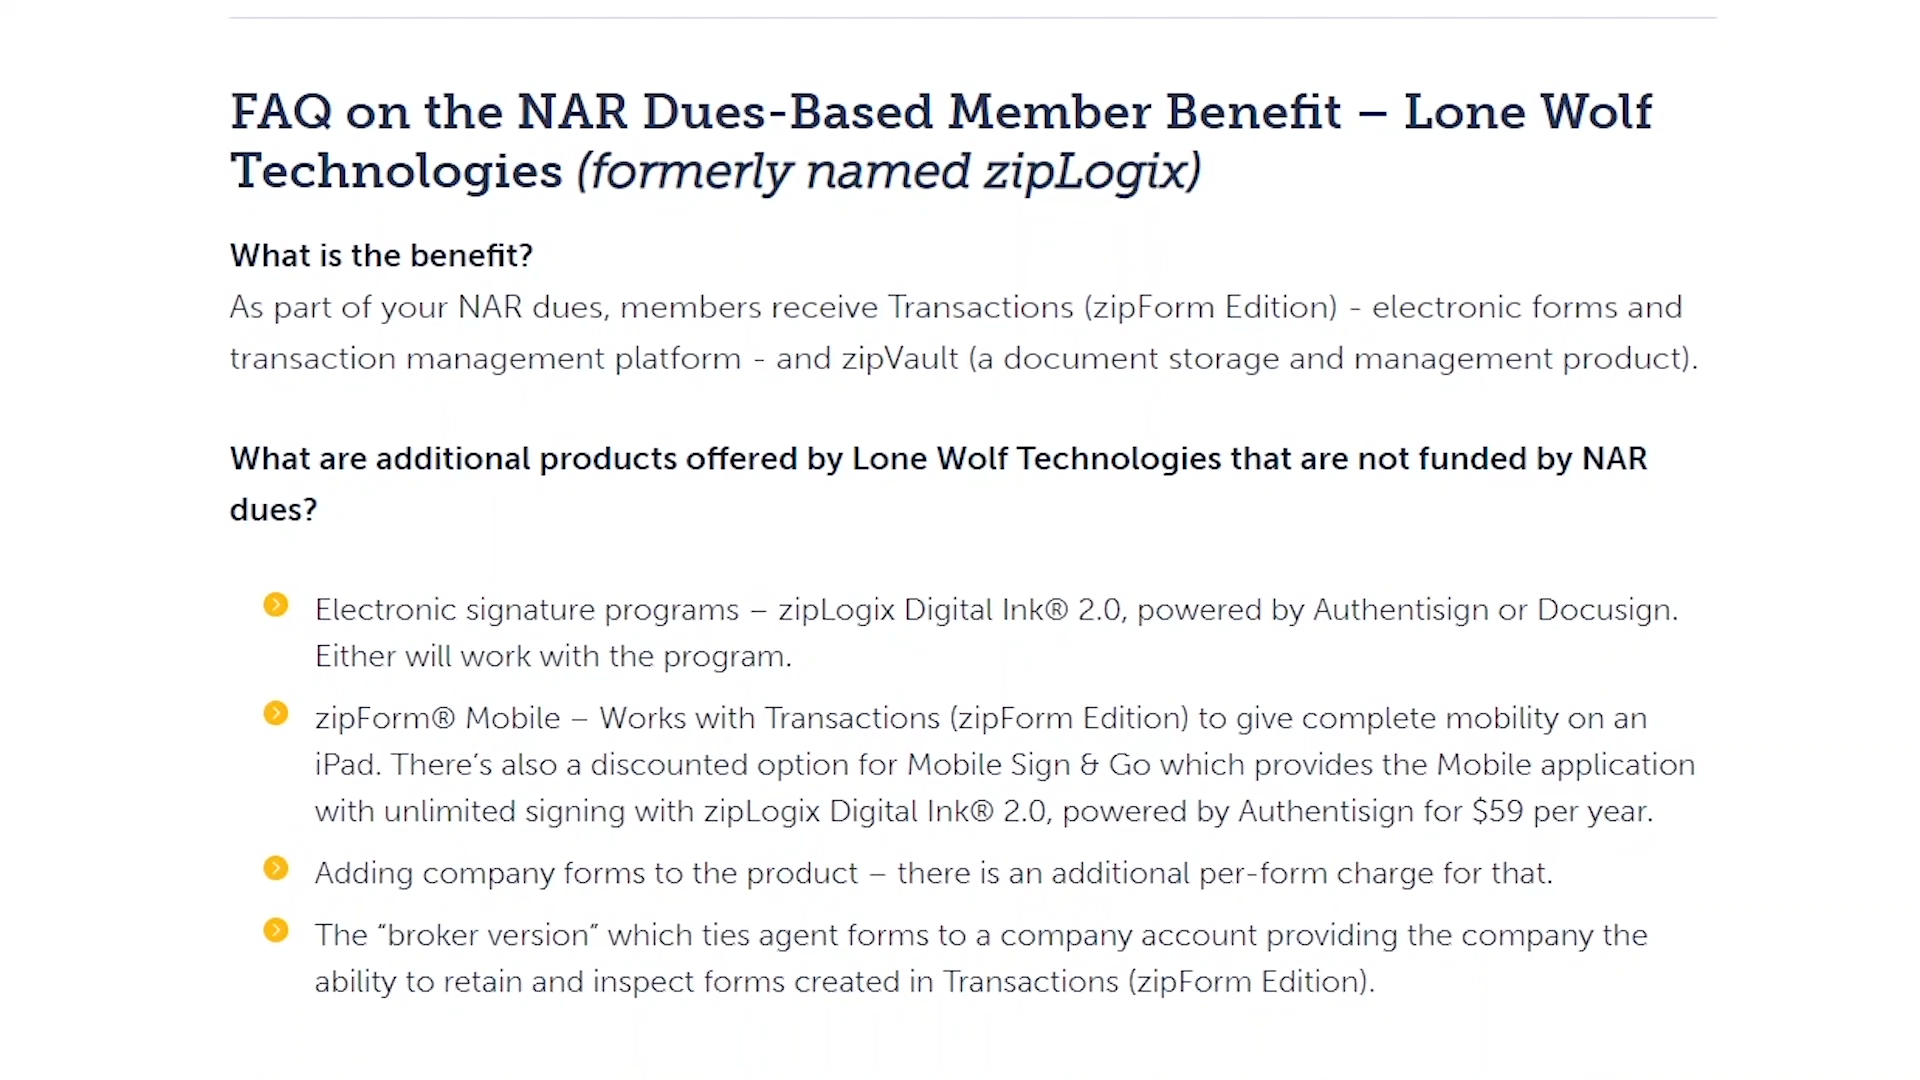 FAQ on the NAR Dues-Based Member Benefit – Lone Wolf
Technologies (formerly named zipLogix)
What is the benefit?
As part of your NAR dues, members receive Transactions (zipForm Edition) - electronic forms and
transaction management platform - and zipVault (a document storage and management product).
What are additional products offered by Lone Wolf Technologies that are not funded by NAR
dues?
Electronic signature programs – zipLogix Digital Ink® 2.0, powered by Authentisign or Docusign.
Either will work with the program.
zipForm® Mobile – Works with Transactions (zipForm Edition) to give complete mobility on an
iPad. There’s also a discounted option for Mobile Sign & Go which provides the Mobile application
with unlimited signing with zipLogix Digital Ink® 2.0, powered by Authentisign for $59 per year.
Adding company forms to the product – there is an additional per-form charge for that.
The “broker version” which ties agent forms to a company account providing the company the
ability to retain and inspect forms created in Transactions (zipForm Edition).